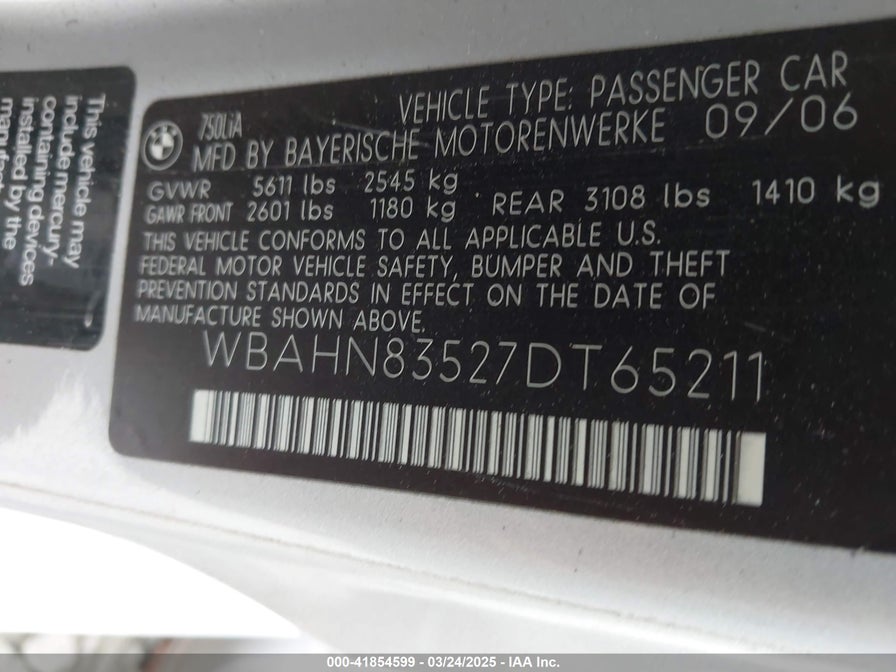 This vehicle may
include mercury-
containing devices
installed by the
BMW
750LiA
VEHICLE TYPE: PASSENGER CAR
MFD BY BAYERISCHE MOTORENWERKE 09/06
GVWR 5611 lbs 2545 kg
GAWR FRONT 2601 lbs 1180 kg REAR 3108 lbs 1410 kg
THIS VEHICLE CONFORMS TO ALL APPLICABLE U.S.
FEDERAL MOTOR VEHICLE SAFETY, BUMPER AND THEFT
PREVENTION STANDARDS IN EFFECT ON THE DATE OF
MANUFACTURE SHOWN ABOVE.
WBAHN83527DT65211
000-41854599 - 03/24/2025 - IAA Inc.